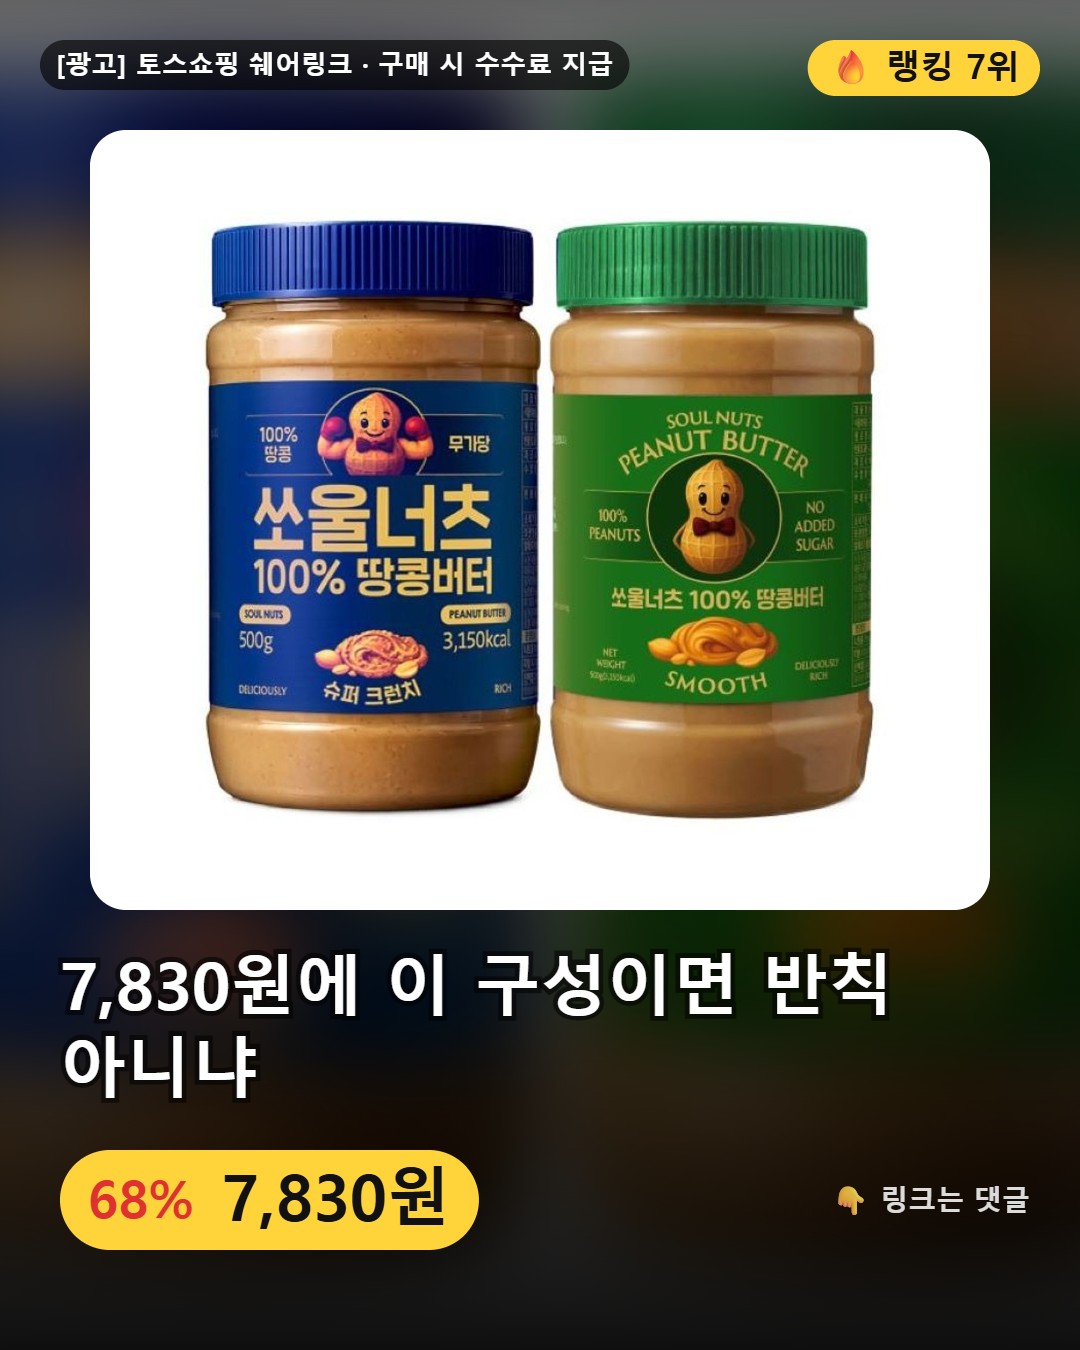 [광고] 토스쇼핑 쉐어링크 · 구매 시 수수료 지급
🔥 랭킹 7위
100%
땅콩
무가당
쏘울너츠
100% 땅콩버터
SOUL NUTS
PEANUT BUTTER
500g
3,150kcal
DELICIOUSLY
슈퍼 크런치
RICH
SOUL NUTS
PEANUT BUTTER
100%
PEANUTS
NO
ADDED
SUGAR
쏘울너츠 100% 땅콩버터
NET
WEIGHT
500g(3,150kcal)
SMOOTH
DELICIOUSLY
RICH
7,830원에 이 구성이면 반칙
아니냐
68% 7,830원
👇 링크는 댓글